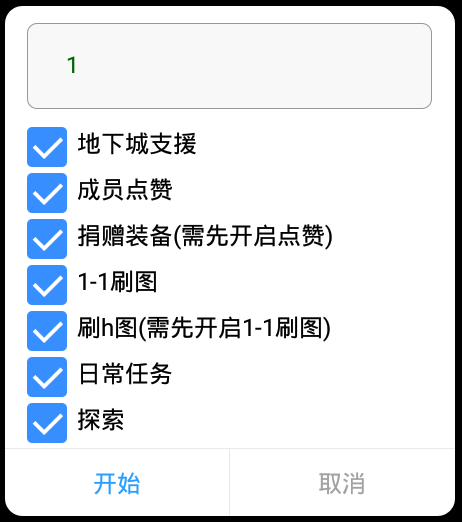 1
地下城支援
成员点赞
捐赠装备(需先开启点赞)
1-1刷图
刷h图(需先开启1-1刷图)
日常任务
探索
开始
取消